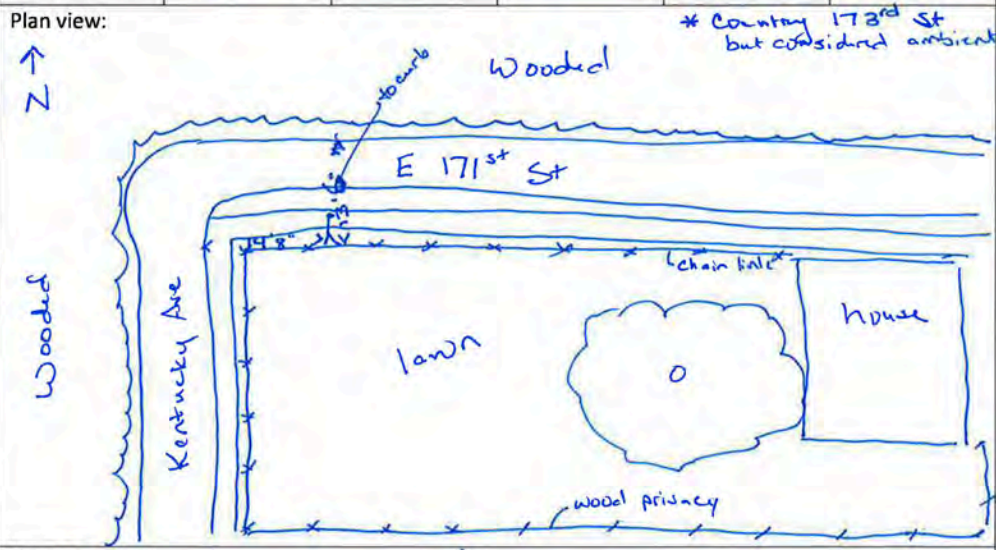 Plan view:
* Country 173rd St
but considered ambient
N
Wooded
to curb
E 171st St
4'8"
chain link
Wooded
Kentucky Ave
lawn
house
wood privacy